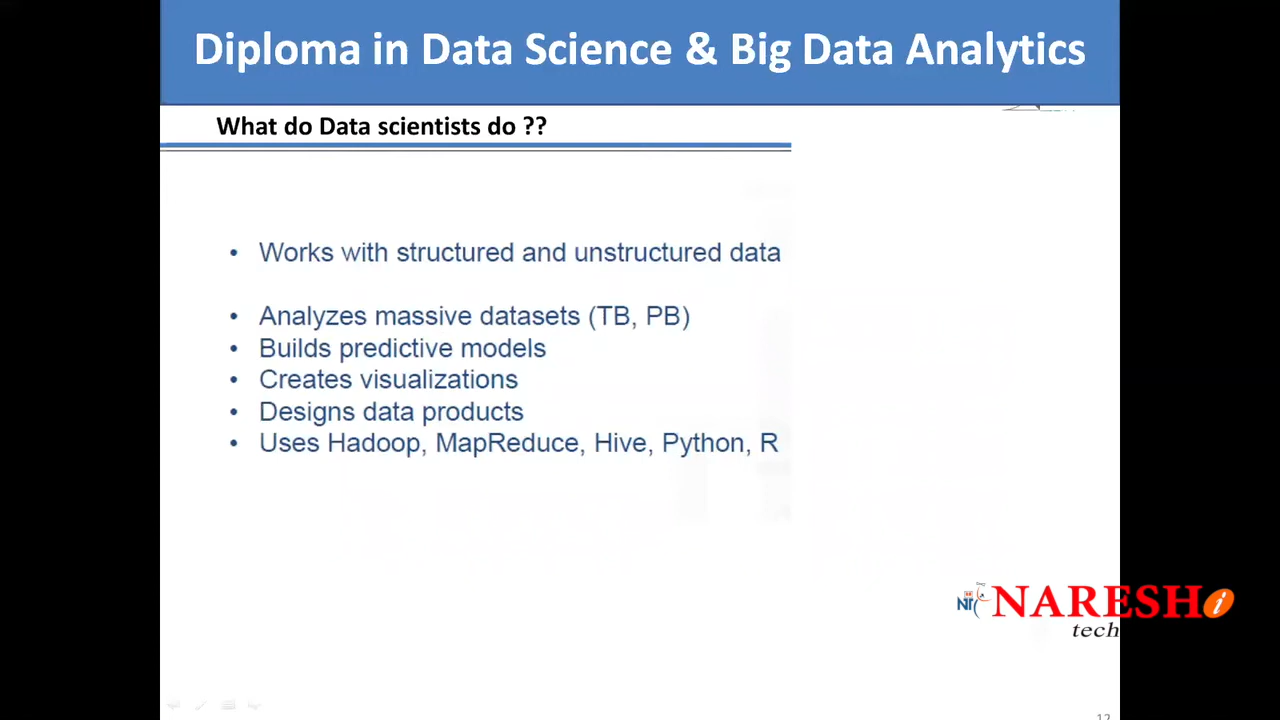 Diploma in Data Science & Big Data Analytics
What do Data scientists do ??
• Works with structured and unstructured data
• Analyzes massive datasets (TB, PB)
• Builds predictive models
• Creates visualizations
• Designs data products
• Uses Hadoop, MapReduce, Hive, Python, R
NARESH i
tech
12